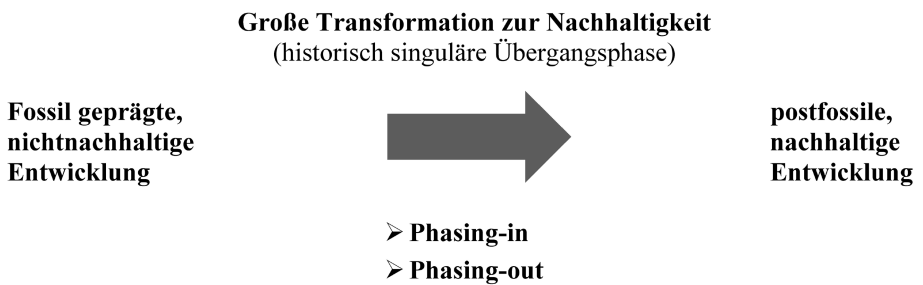 Große Transformation zur Nachhaltigkeit
(historisch singuläre Übergangsphase)
Fossil geprägte,
nichtnachhaltige
Entwicklung
postfossile,
nachhaltige
Entwicklung
➢ Phasing-in
➢ Phasing-out